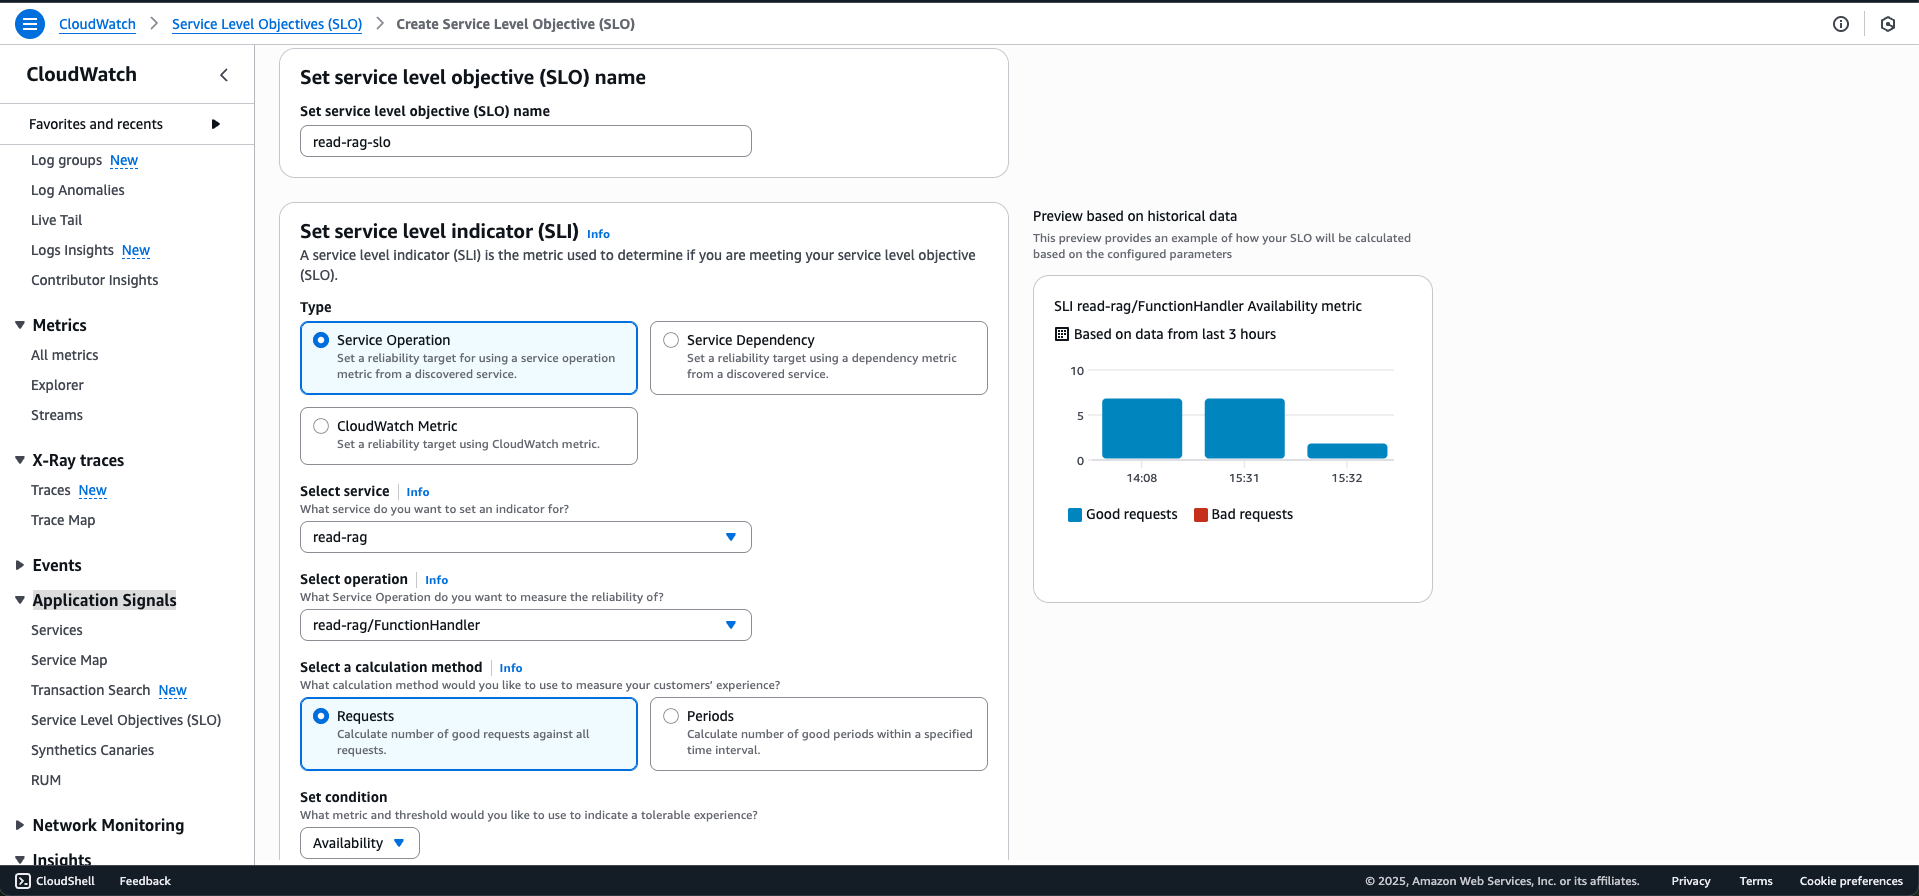 CloudWatch > Service Level Objectives (SLO) > Create Service Level Objective (SLO)
CloudWatch
Favorites and recents
Log groups New
Log Anomalies
Live Tail
Logs Insights New
Contributor Insights
Metrics
All metrics
Explorer
Streams
X-Ray traces
Traces New
Trace Map
Events
Application Signals
Services
Service Map
Transaction Search New
Service Level Objectives (SLO)
Synthetics Canaries
RUM
Network Monitoring
Insights
Set service level objective (SLO) name
Set service level objective (SLO) name
read-rag-slo
Set service level indicator (SLI) Info
A service level indicator (SLI) is the metric used to determine if you are meeting your service level objective
(SLO).
Type
Service Operation
Set a reliability target for using a service operation
metric from a discovered service.
Service Dependency
Set a reliability target using a dependency metric
from a discovered service.
CloudWatch Metric
Set a reliability target using CloudWatch metric.
Select service Info
What service do you want to set an indicator for?
read-rag
Select operation Info
What Service Operation do you want to measure the reliability of?
read-rag/FunctionHandler
Select a calculation method Info
What calculation method would you like to use to measure your customers' experience?
Requests
Calculate number of good requests against all
requests.
Periods
Calculate number of good periods within a specified
time interval.
Set condition
What metric and threshold would you like to use to indicate a tolerable experience?
Availability
Preview based on historical data
This preview provides an example of how your SLO will be calculated
based on the configured parameters
SLI read-rag/FunctionHandler Availability metric
Based on data from last 3 hours
10
5
0
14:08 15:31 15:32
Good requests Bad requests
CloudShell Feedback © 2025, Amazon Web Services, Inc. or its affiliates. Privacy Terms Cookie preferences